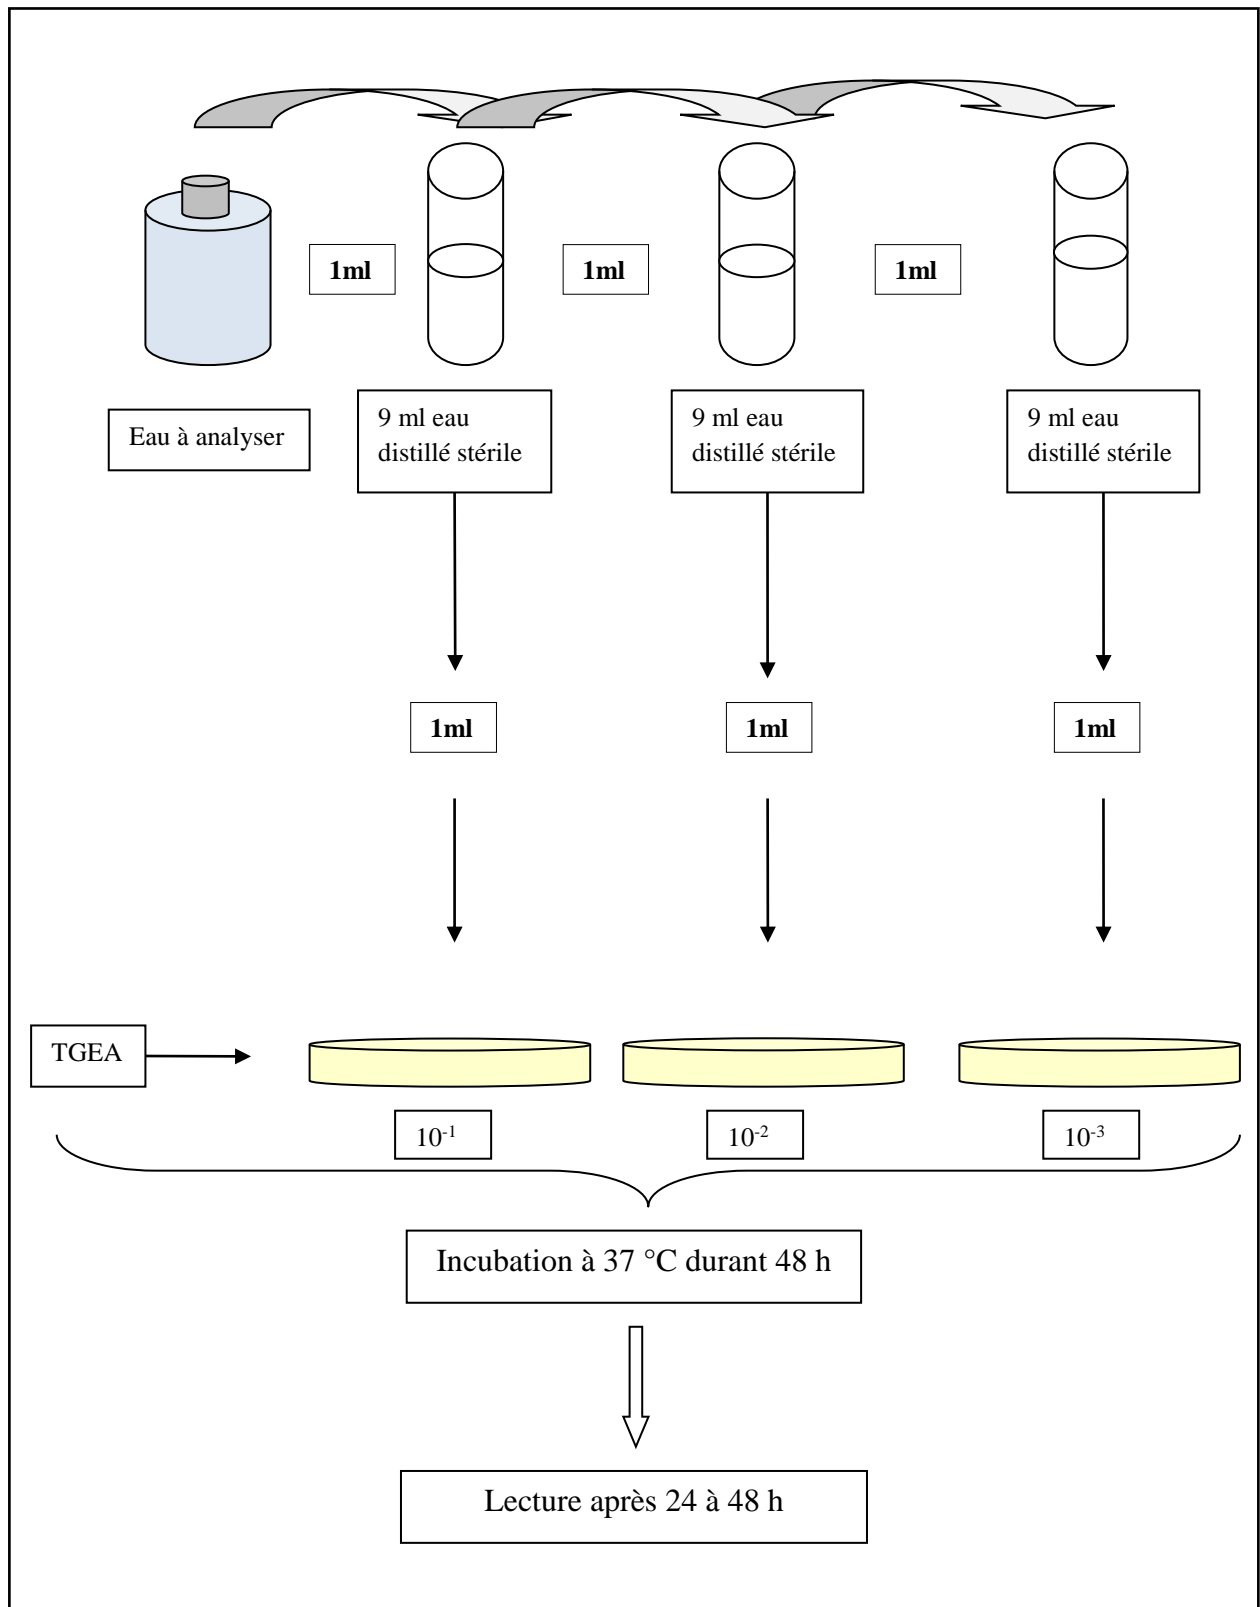 1ml
1ml
1ml
Eau à analyser
9 ml eau
distillé stérile
9 ml eau
distillé stérile
9 ml eau
distillé stérile
1ml
1ml
1ml
TGEA
10⁻¹
10⁻²
10⁻³
Incubation à 37 °C durant 48 h
Lecture après 24 à 48 h